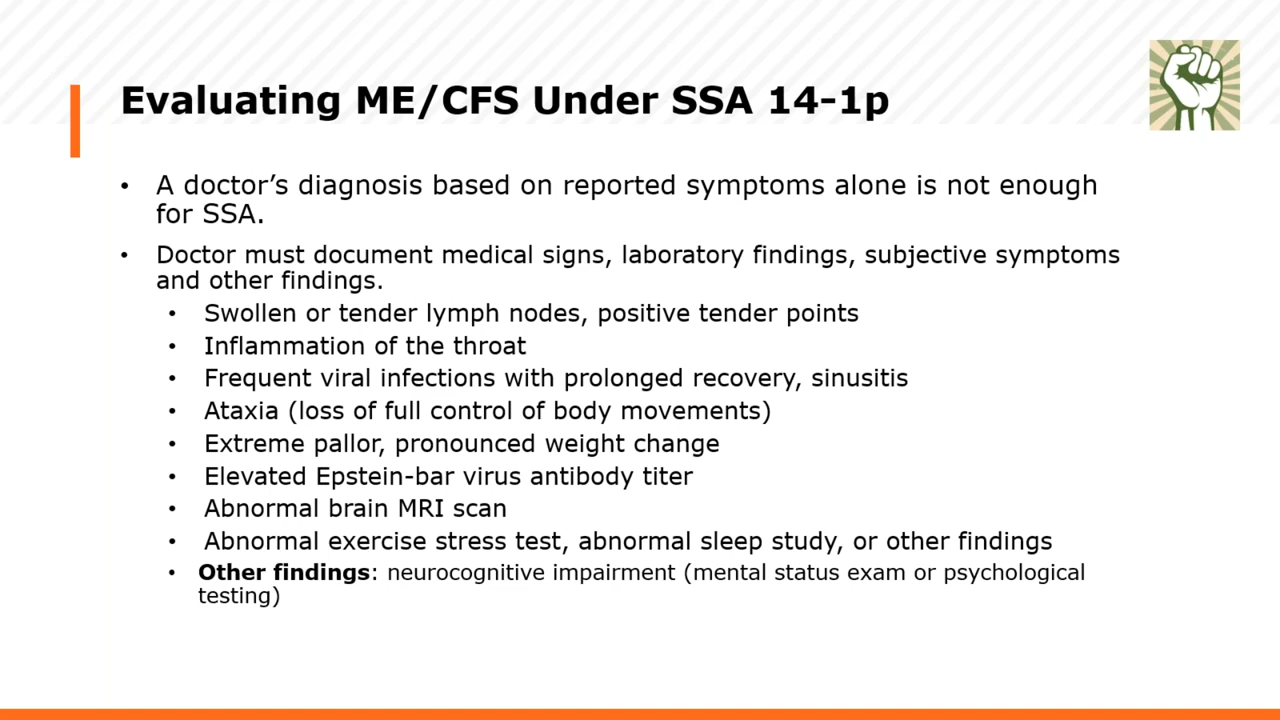 Evaluating ME/CFS Under SSA 14-1p
• A doctor’s diagnosis based on reported symptoms alone is not enough
for SSA.
• Doctor must document medical signs, laboratory findings, subjective symptoms
and other findings.
• Swollen or tender lymph nodes, positive tender points
• Inflammation of the throat
• Frequent viral infections with prolonged recovery, sinusitis
• Ataxia (loss of full control of body movements)
• Extreme pallor, pronounced weight change
• Elevated Epstein-bar virus antibody titer
• Abnormal brain MRI scan
• Abnormal exercise stress test, abnormal sleep study, or other findings
• Other findings: neurocognitive impairment (mental status exam or psychological
testing)